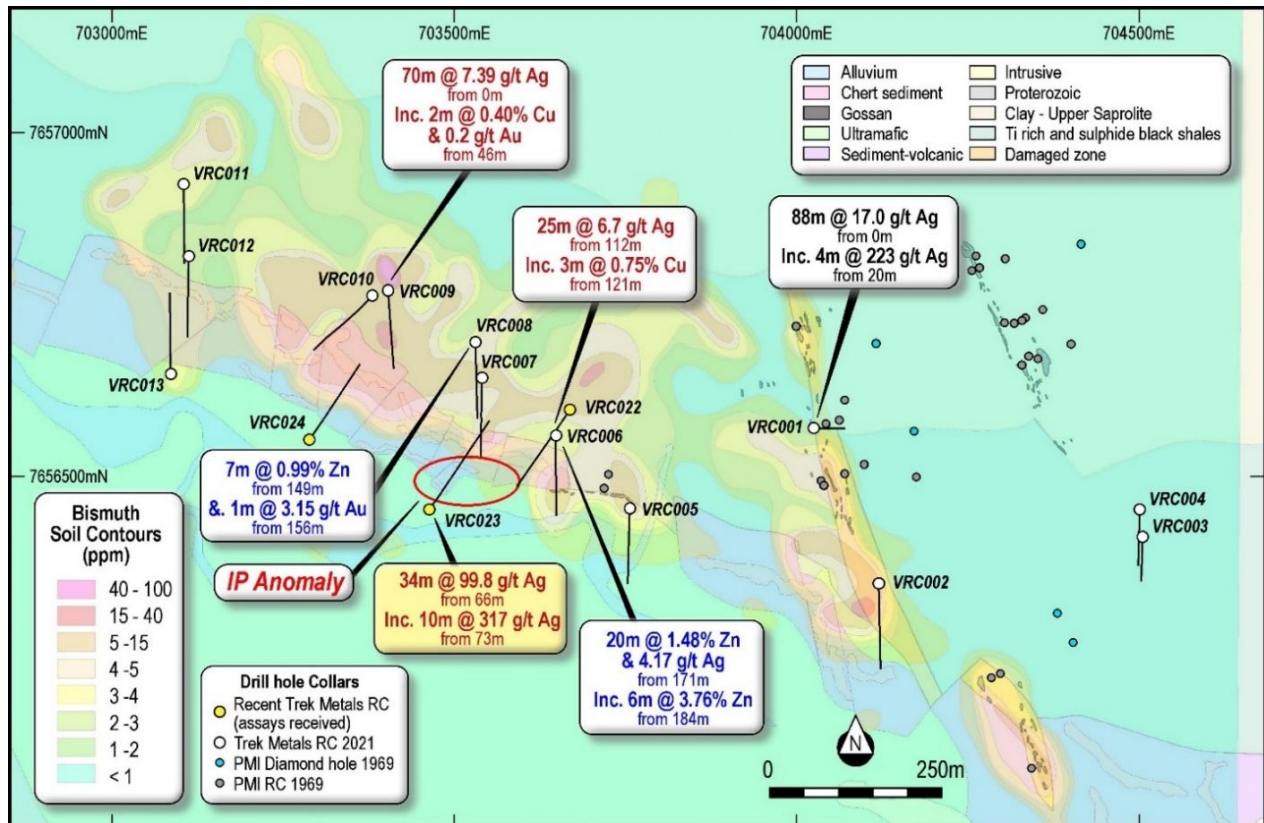 703000mE
703500mE
704000mE
704500mE
7657000mN
7656500mN
70m @ 7.39 g/t Ag
from 0m
Inc. 2m @ 0.40% Cu
& 0.2 g/t Au
from 46m
Alluvium
Chert sediment
Gossan
Ultramafic
Sediment-volcanic
Intrusive
Proterozoic
Clay - Upper Saprolite
Ti rich and sulphide black shales
Damaged zone
25m @ 6.7 g/t Ag
from 112m
Inc. 3m @ 0.75% Cu
from 121m
88m @ 17.0 g/t Ag
from 0m
Inc. 4m @ 223 g/t Ag
from 20m
VRC011
VRC012
VRC010
VRC009
VRC008
VRC007
VRC013
VRC024
VRC022
VRC006
VRC001
VRC023
VRC005
VRC004
VRC003
VRC002
7m @ 0.99% Zn
from 149m
&. 1m @ 3.15 g/t Au
from 156m
IP Anomaly
34m @ 99.8 g/t Ag
from 66m
Inc. 10m @ 317 g/t Ag
from 73m
20m @ 1.48% Zn
& 4.17 g/t Ag
from 171m
Inc. 6m @ 3.76% Zn
from 184m
Bismuth
Soil Contours
(ppm)
40 - 100
15 - 40
5 -15
4 -5
3-4
2 -3
1 -2
< 1
Drill hole Collars
Recent Trek Metals RC
(assays received)
Trek Metals RC 2021
PMI Diamond hole 1969
PMI RC 1969
N
0
250m